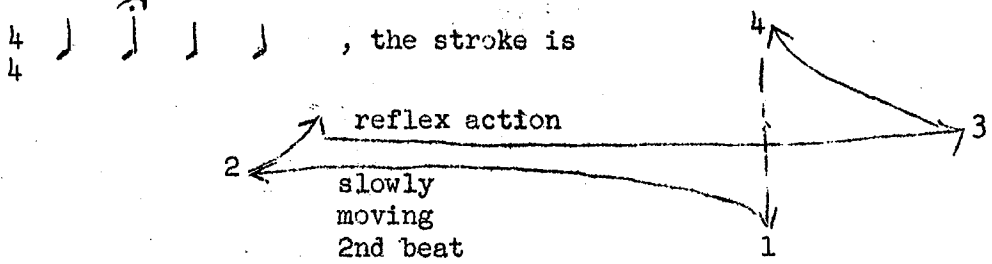 4
4 , the stroke is
4
reflex action
3
2
slowly
moving
2nd beat
1